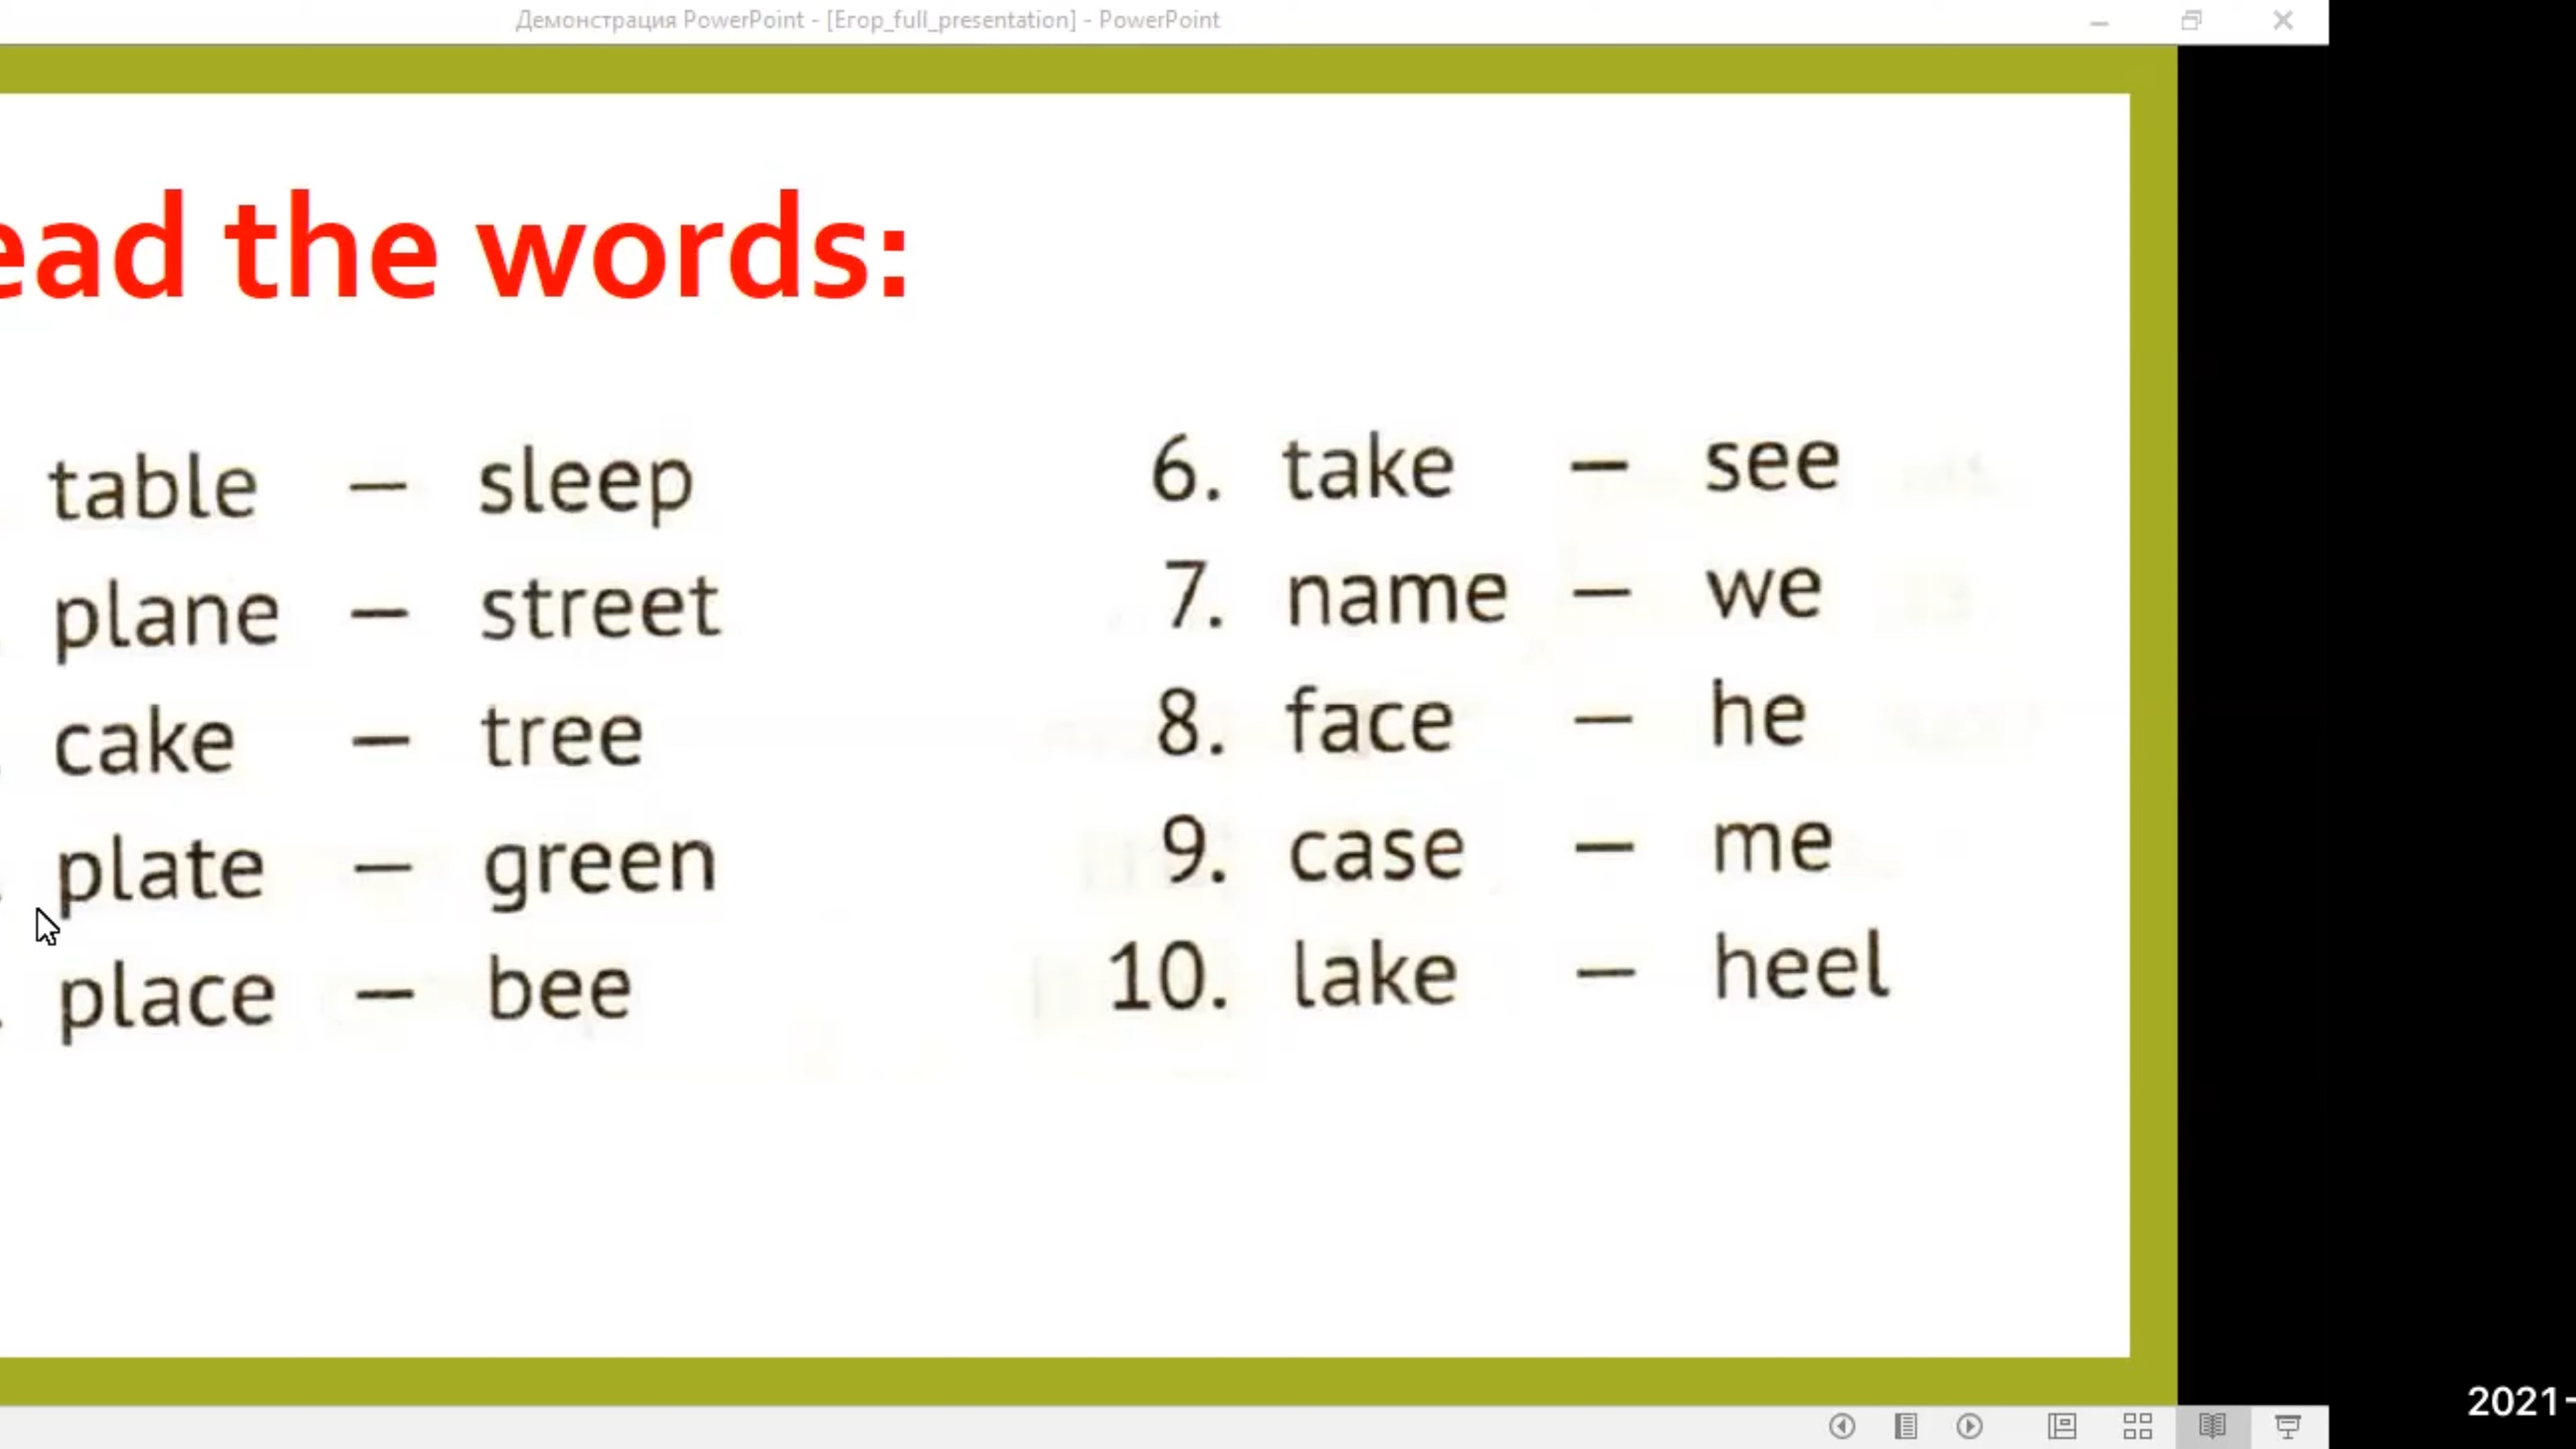 Демонстрация PowerPoint - [Егор_full_presentation] - PowerPoint
ead the words:
table – sleep
plane – street
cake – tree
plate – green
place – bee
6. take – see
7. name – we
8. face – he
9. case – me
10. lake – heel
2021-